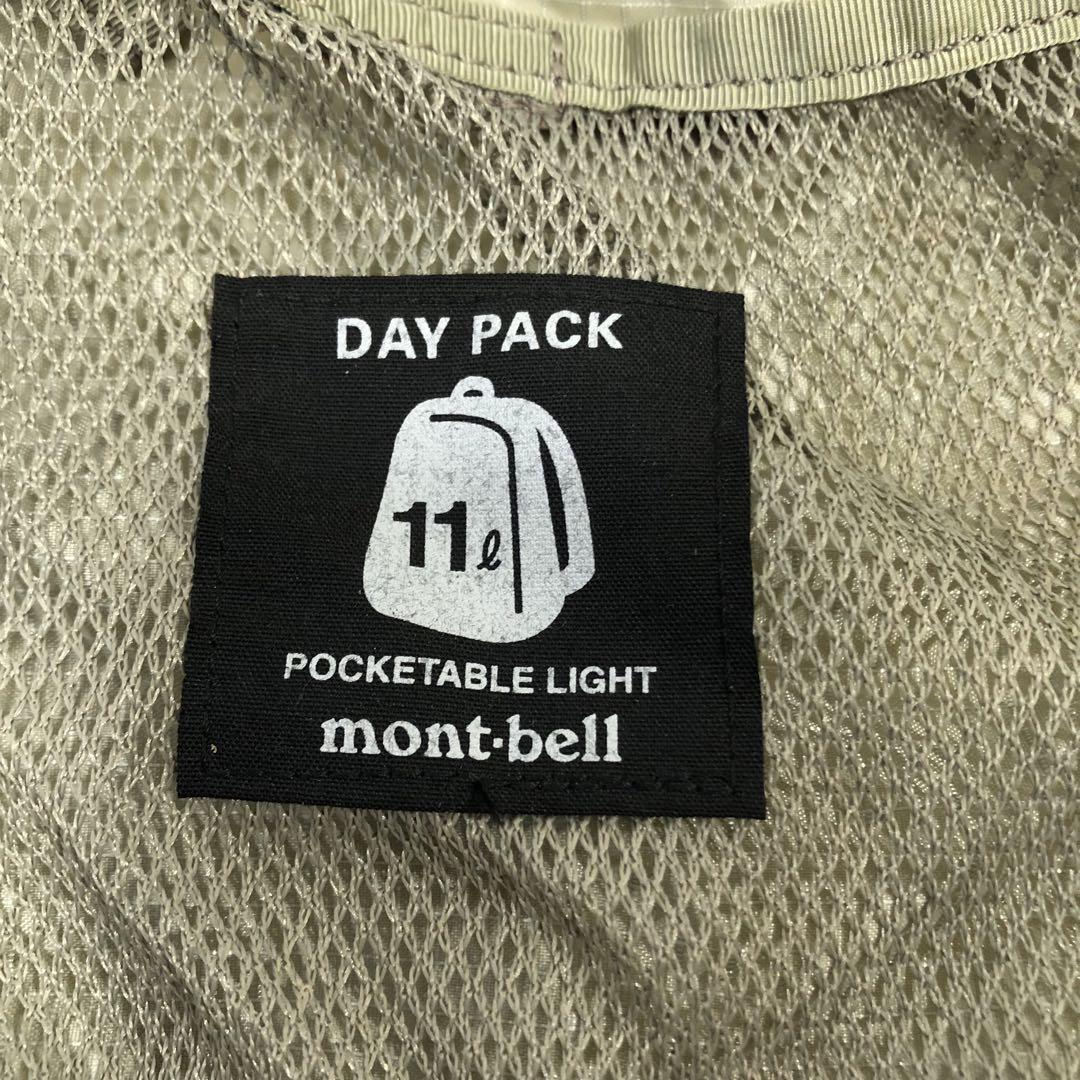 DAY PACK
11ℓ
POCKETABLE LIGHT
mont·bell